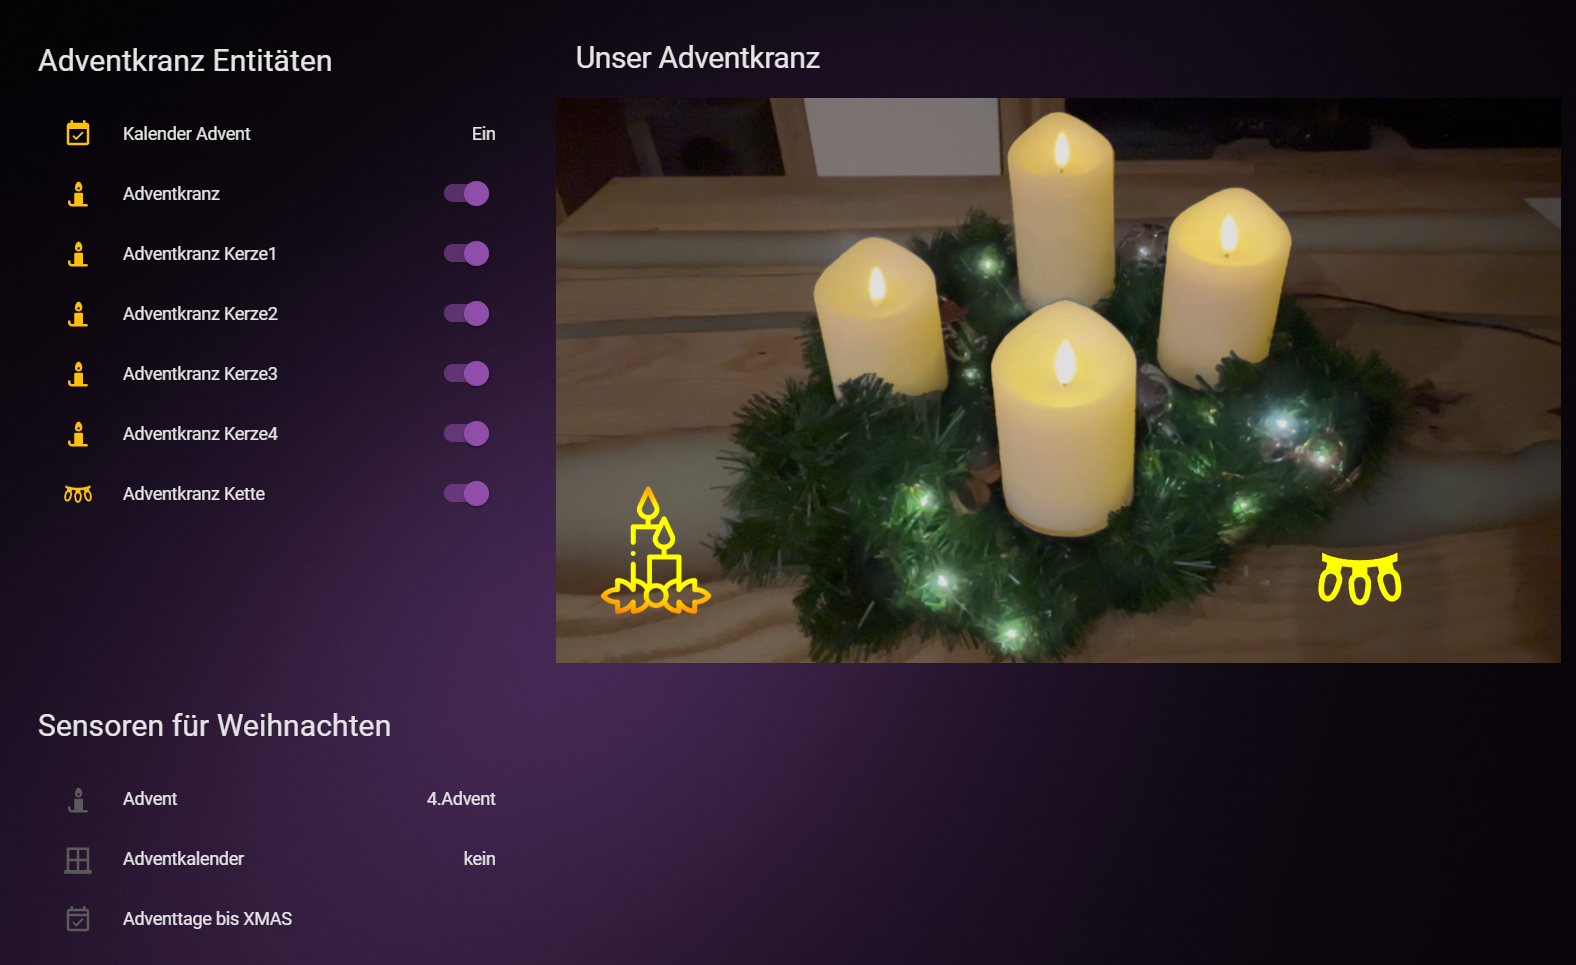 Adventkranz Entitäten
Kalender Advent Ein
Adventkranz
Adventkranz Kerze1
Adventkranz Kerze2
Adventkranz Kerze3
Adventkranz Kerze4
Adventkranz Kette
Unser Adventkranz
Sensoren für Weihnachten
Advent 4.Advent
Adventkalender kein
Adventtage bis XMAS